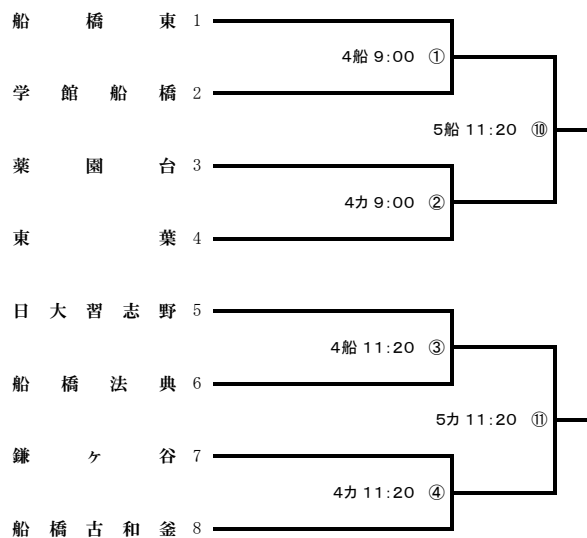 船橋東 1
4船 9:00 ①
学館船橋 2
5船 11:20 ⑩
薬園台 3
4カ 9:00 ②
東葉 4
日大習志野 5
4船 11:20 ③
船橋法典 6
5カ 11:20 ⑪
鎌ヶ谷 7
4カ 11:20 ④
船橋古和釜 8